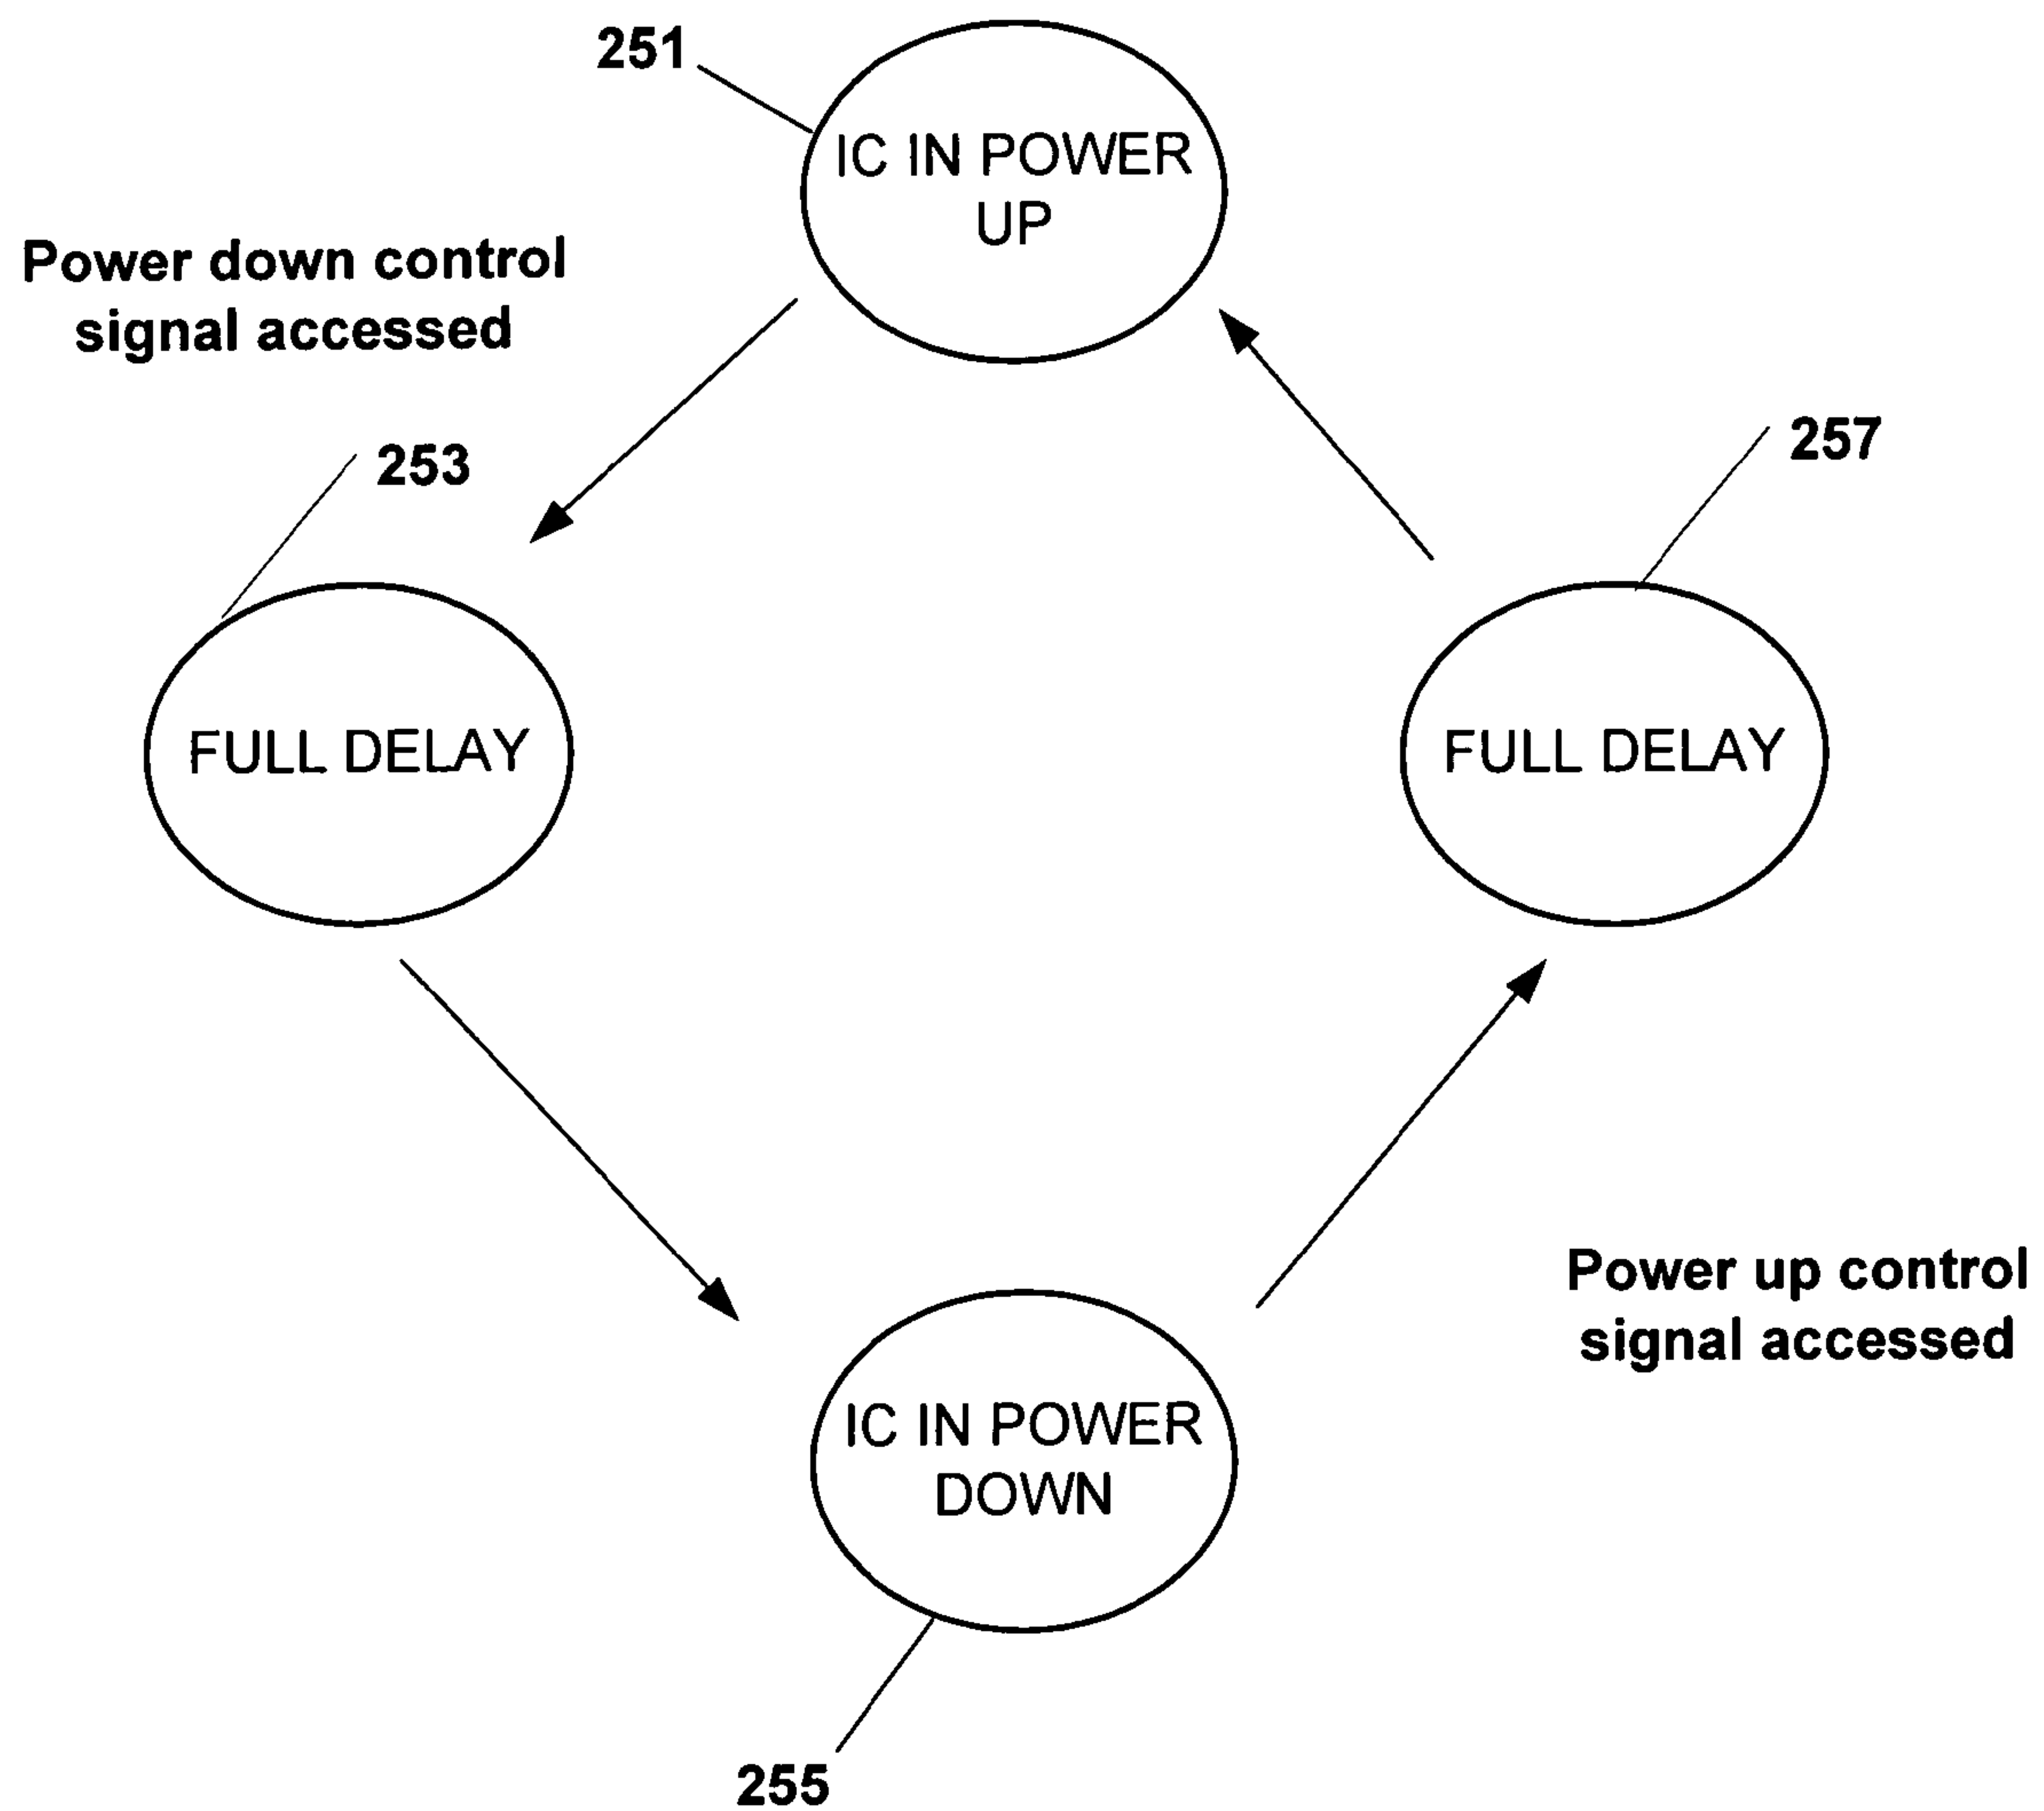 251
IC IN POWER
UP
Power down control
signal accessed
253
257
FULL DELAY
FULL DELAY
Power up control
signal accessed
IC IN POWER
DOWN
255